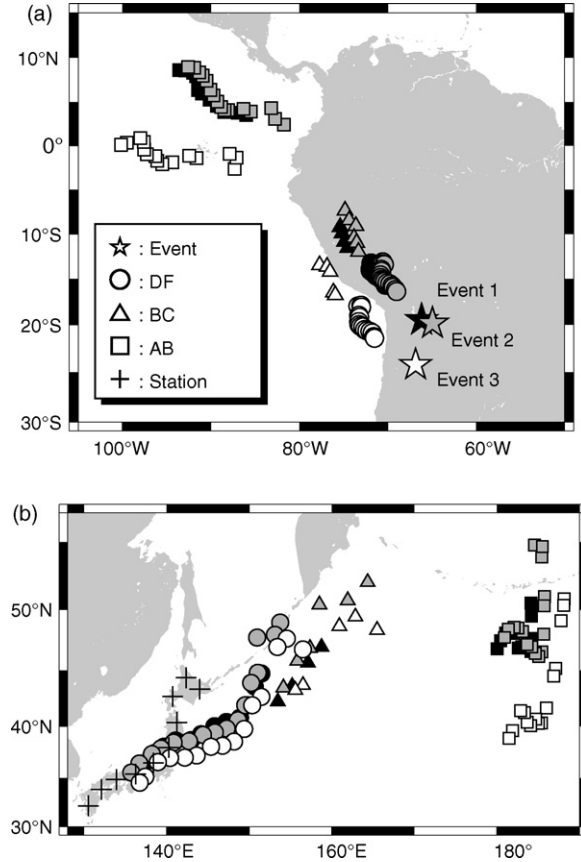 (a)
10°N
0°
10°S
20°S
30°S
☆ : Event
○ : DF
△ : BC
□ : AB
+ : Station
Event 1
Event 2
Event 3
100°W
80°W
60°W
(b)
50°N
40°N
30°N
140°E
160°E
180°